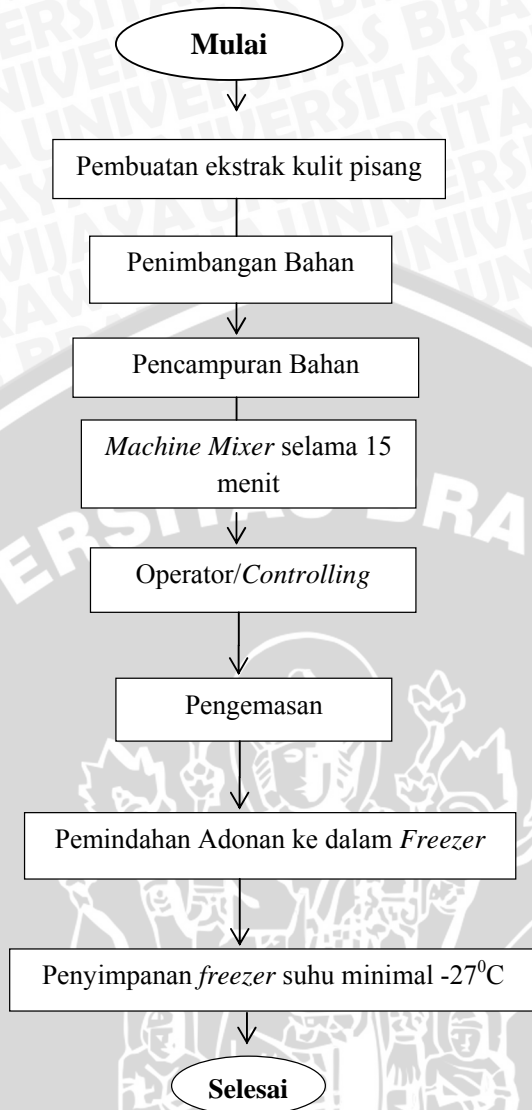 Mulai
Pembuatan ekstrak kulit pisang
Penimbangan Bahan
Pencampuran Bahan
Machine Mixer selama 15
menit
Operator/Controlling
Pengemasan
Pemindahan Adonan ke dalam Freezer
Penyimpanan freezer suhu minimal -27⁰C
Selesai